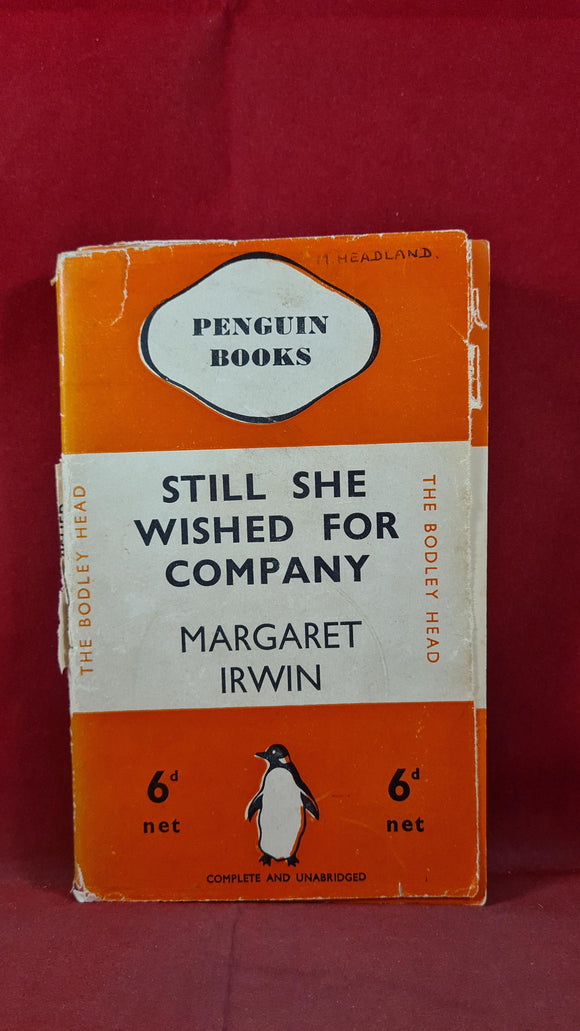 M. HEADLAND.
PENGUIN
BOOKS
STILL SHE
WISHED FOR
COMPANY
MARGARET
IRWIN
THE BODLEY HEAD
THE BODLEY HEAD
6d
net
6d
net
COMPLETE AND UNABRIDGED